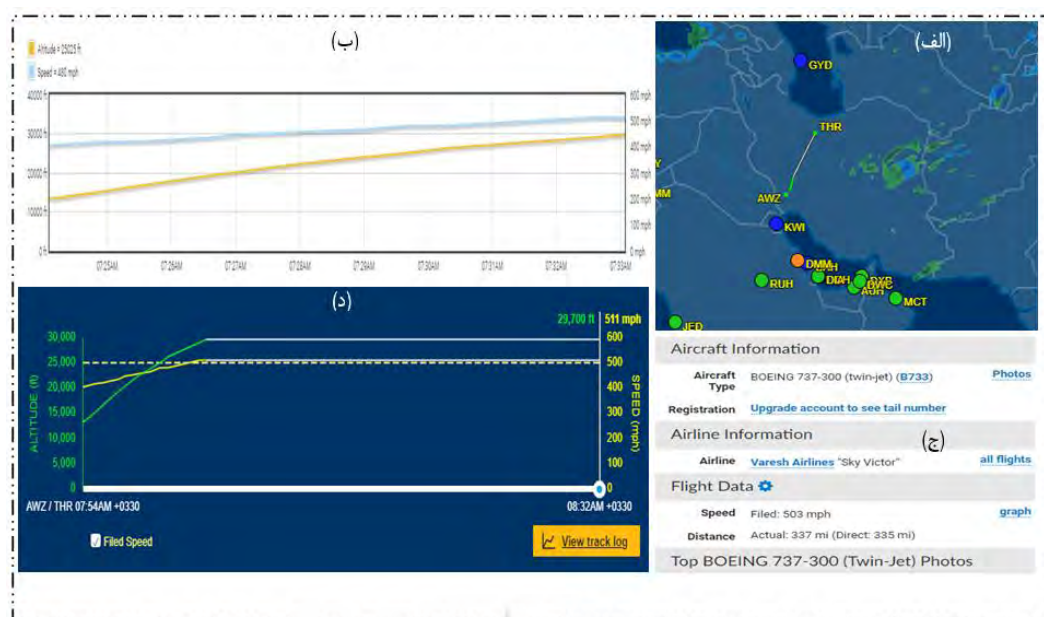 (ب)
Altitude = 25025 ft
Speed = 480 mph
40000 ft
30000 ft
20000 ft
10000 ft
0 ft
600 mph
500 mph
400 mph
300 mph
200 mph
100 mph
0 mph
07:25AM 07:26AM 07:27AM 07:28AM 07:29AM 07:30AM 07:31AM 07:32AM 07:33AM
(الف)
GYD
THR
AWZ
KWI
DMM
RUH
DXB
DWC
AUH
MCT
JED
MM
(د)
29,700 ft 511 mph
30,000
25,000
20,000
15,000
10,000
5,000
0
ALTITUDE (ft)
600
500
400
300
200
100
0
SPEED (mph)
AWZ / THR 07:54AM +0330 08:32AM +0330
Filed Speed
View track log
Aircraft Information
Aircraft Type BOEING 737-300 (twin-jet) (B733) Photos
Registration Upgrade account to see tail number
Airline Information
(ج)
Airline Varesh Airlines "Sky Victor" all flights
Flight Data
Speed Filed: 503 mph graph
Distance Actual: 337 mi (Direct: 335 mi)
Top BOEING 737-300 (Twin-Jet) Photos